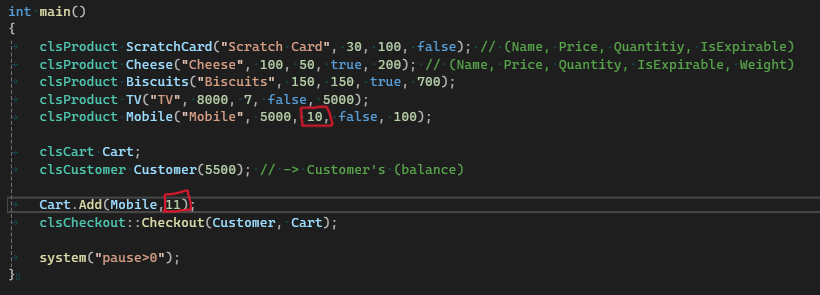 int main()
{
clsProduct ScratchCard("Scratch Card", 30, 100, false); // (Name, Price, Quantitiy, IsExpirable)
clsProduct Cheese("Cheese", 100, 50, true, 200); // (Name, Price, Quantity, IsExpirable, Weight)
clsProduct Biscuits("Biscuits", 150, 150, true, 700);
clsProduct TV("TV", 8000, 7, false, 5000);
clsProduct Mobile("Mobile", 5000, 10, false, 100);
clsCart Cart;
clsCustomer Customer(5500); // -> Customer's (balance)
Cart.Add(Mobile,11);
clsCheckout::Checkout(Customer, Cart);
system("pause>0");
}